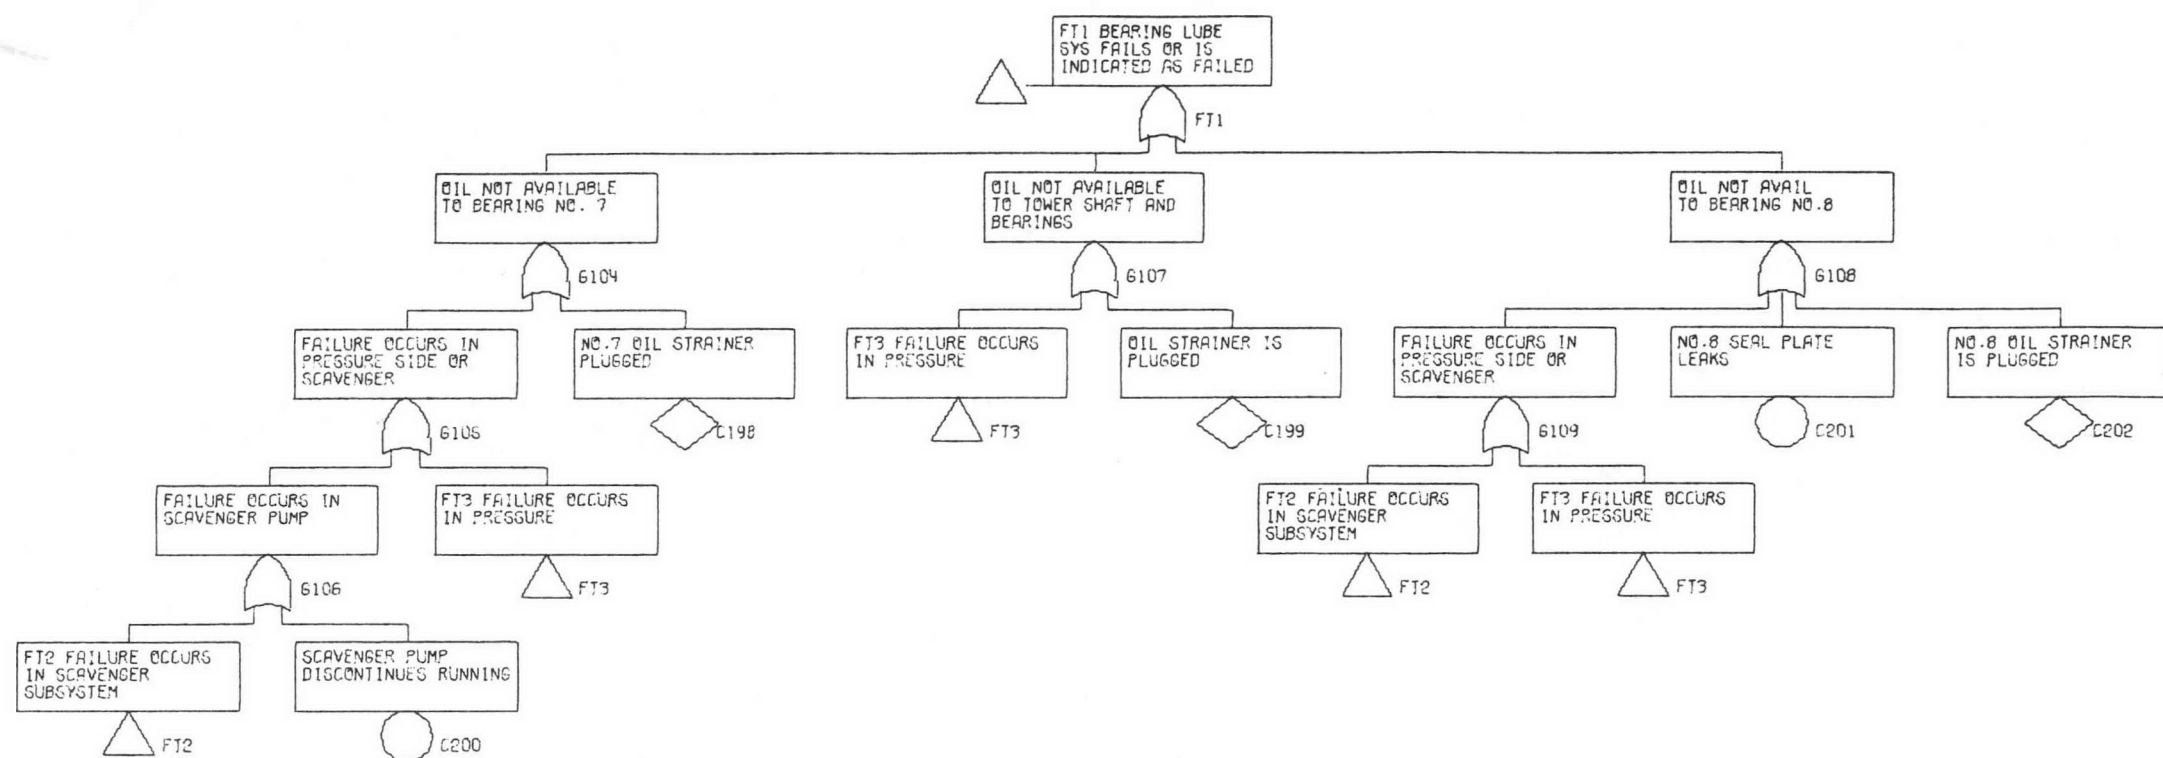 FT1 BEARING LUBE
SYS FAILS OR IS
INDICATED AS FAILED
FT1
OIL NOT AVAILABLE
TO BEARING NO. 7
G104
OIL NOT AVAILABLE
TO TOWER SHAFT AND
BEARINGS
G107
OIL NOT AVAIL
TO BEARING NO.8
G108
FAILURE OCCURS IN
PRESSURE SIDE OR
SCAVENGER
G105
NO.7 OIL STRAINER
PLUGGED
C198
FT3 FAILURE OCCURS
IN PRESSURE
FT3
OIL STRAINER IS
PLUGGED
C199
FAILURE OCCURS IN
PRESSURE SIDE OR
SCAVENGER
G109
NO.8 SEAL PLATE
LEAKS
C201
NO.8 OIL STRAINER
IS PLUGGED
C202
FAILURE OCCURS IN
SCAVENGER PUMP
G106
FT3 FAILURE OCCURS
IN PRESSURE
FT3
FT2 FAILURE OCCURS
IN SCAVENGER
SUBSYSTEM
FT2
FT3 FAILURE OCCURS
IN PRESSURE
FT3
FT2 FAILURE OCCURS
IN SCAVENGER
SUBSYSTEM
FT2
SCAVENGER PUMP
DISCONTINUES RUNNING
C200